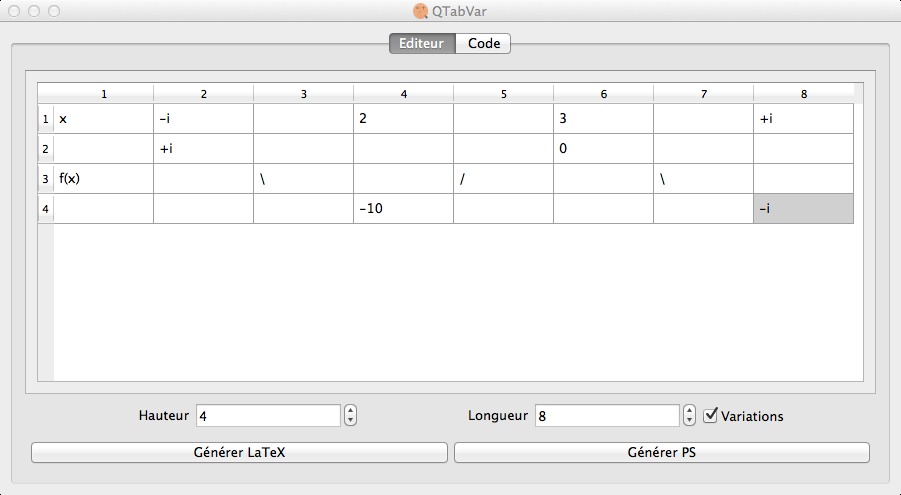 QTabVar
Editeur Code
1 2 3 4 5 6 7 8
1 x -i 2 3 +i
2 +i 0
3 f(x) \ / \
4 -10 -i
Hauteur 4 Longueur 8 Variations
Générer LaTeX Générer PS